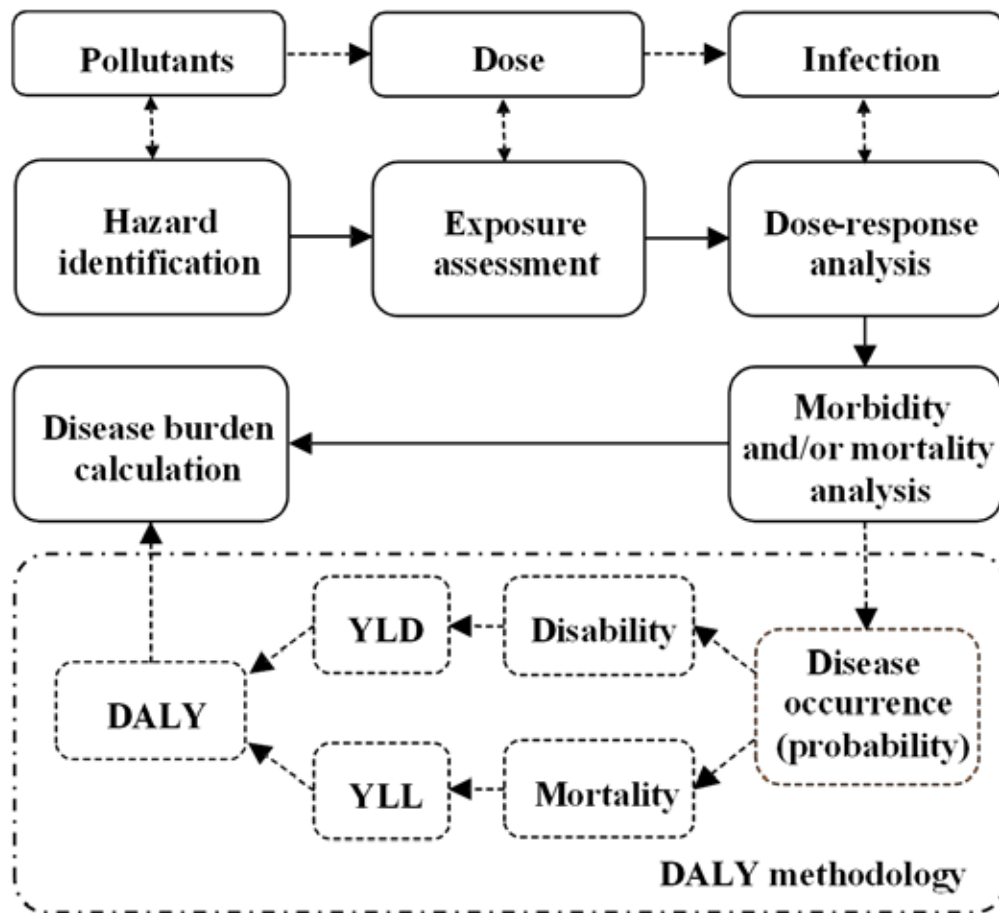 Pollutants
Dose
Infection
Hazard
identification
Exposure
assessment
Dose-response
analysis
Disease burden
calculation
Morbidity
and/or mortality
analysis
YLD
Disability
Disease
occurrence
(probability)
DALY
YLL
Mortality
DALY methodology